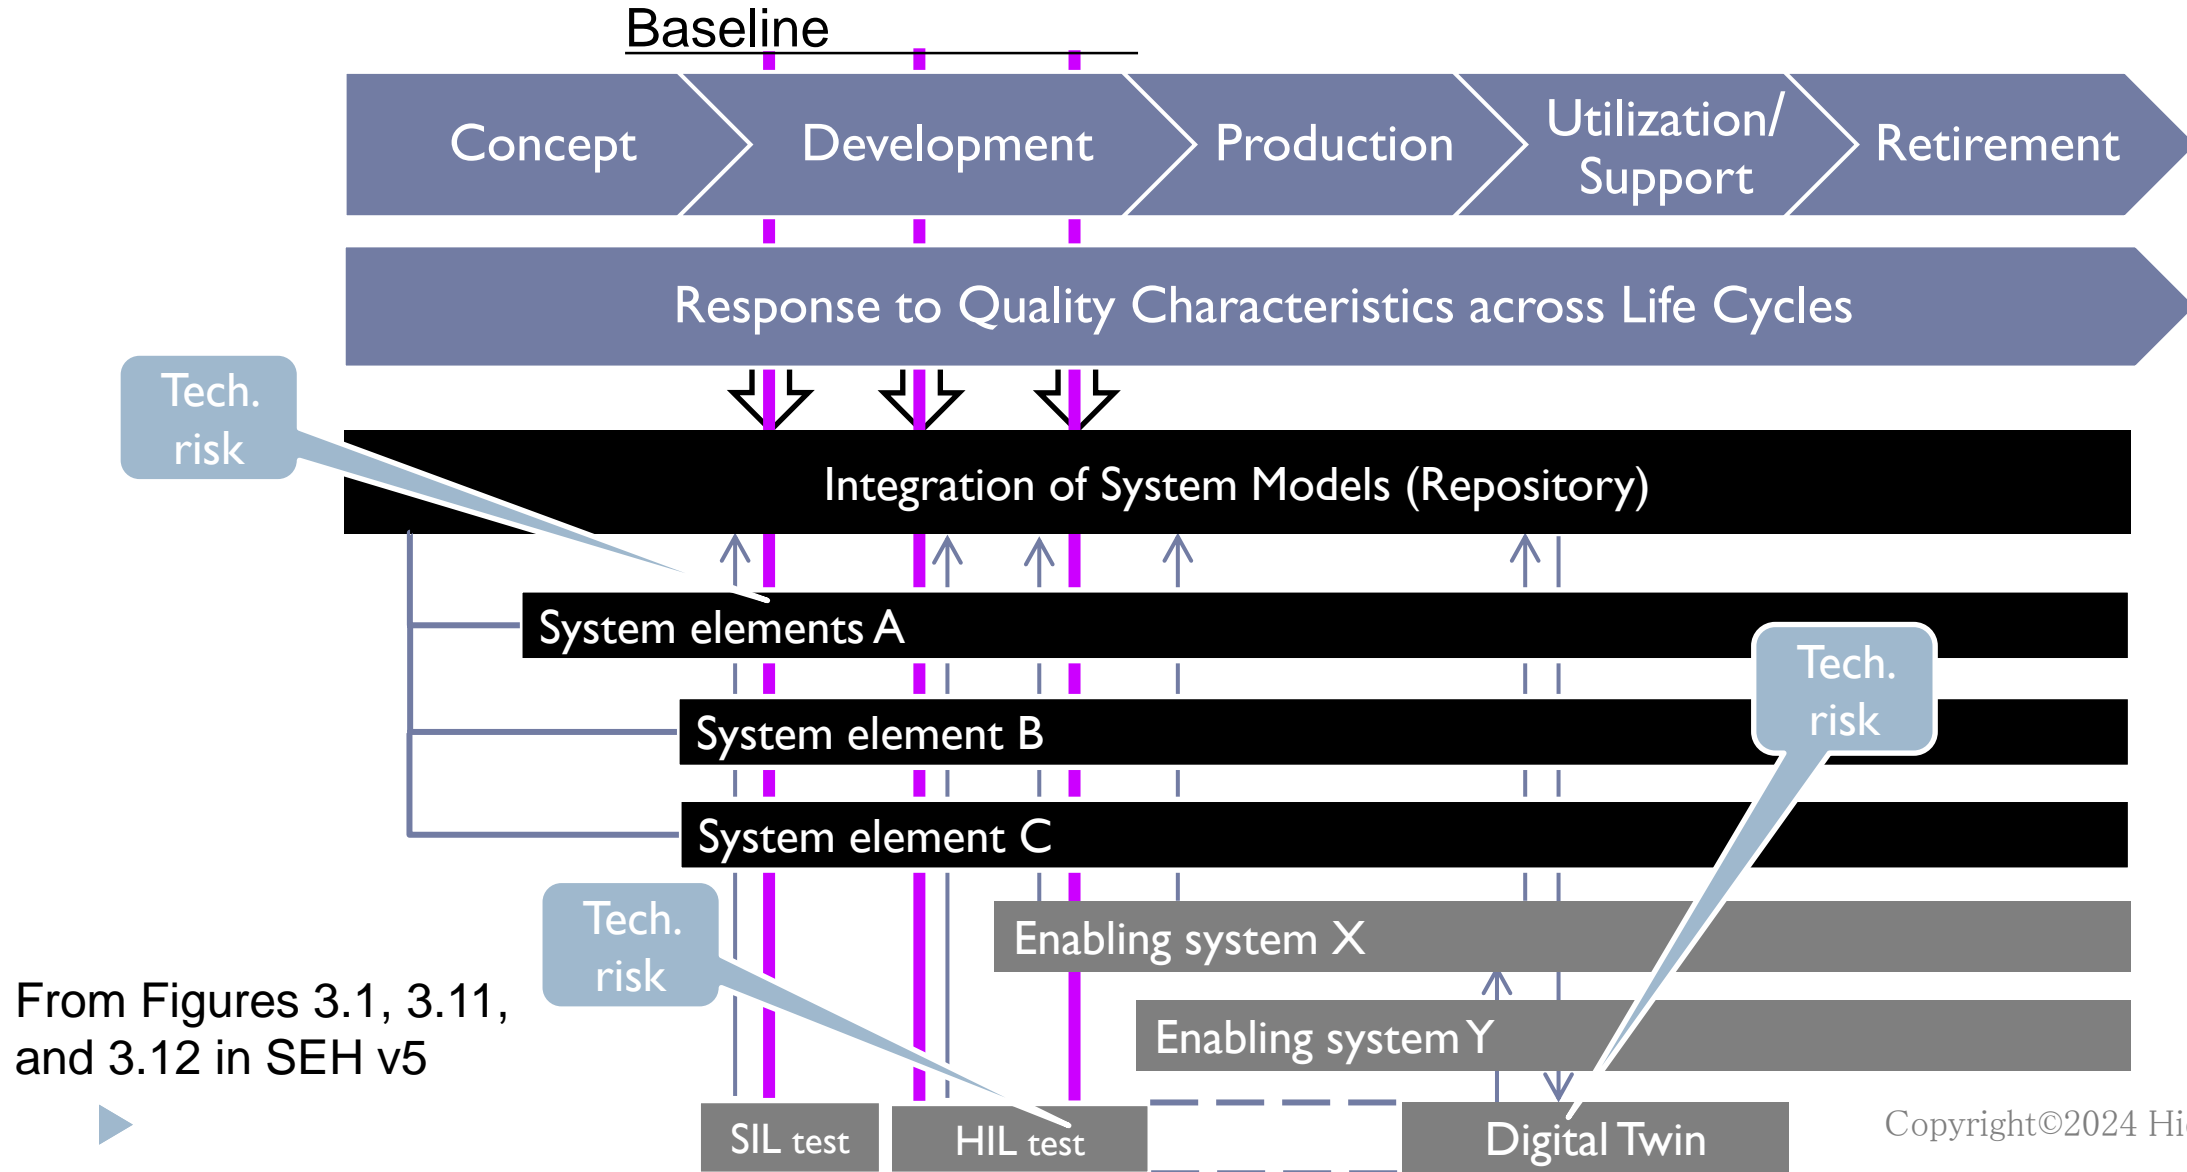 Baseline
Concept
Development
Production
Utilization/
Support
Retirement
Response to Quality Characteristics across Life Cycles
Tech.
risk
Integration of System Models (Repository)
System elements A
Tech.
risk
System element B
System element C
Tech.
risk
Enabling system X
From Figures 3.1, 3.11,
and 3.12 in SEH v5
Enabling system Y
SIL test
HIL test
Digital Twin
Copyright©2024